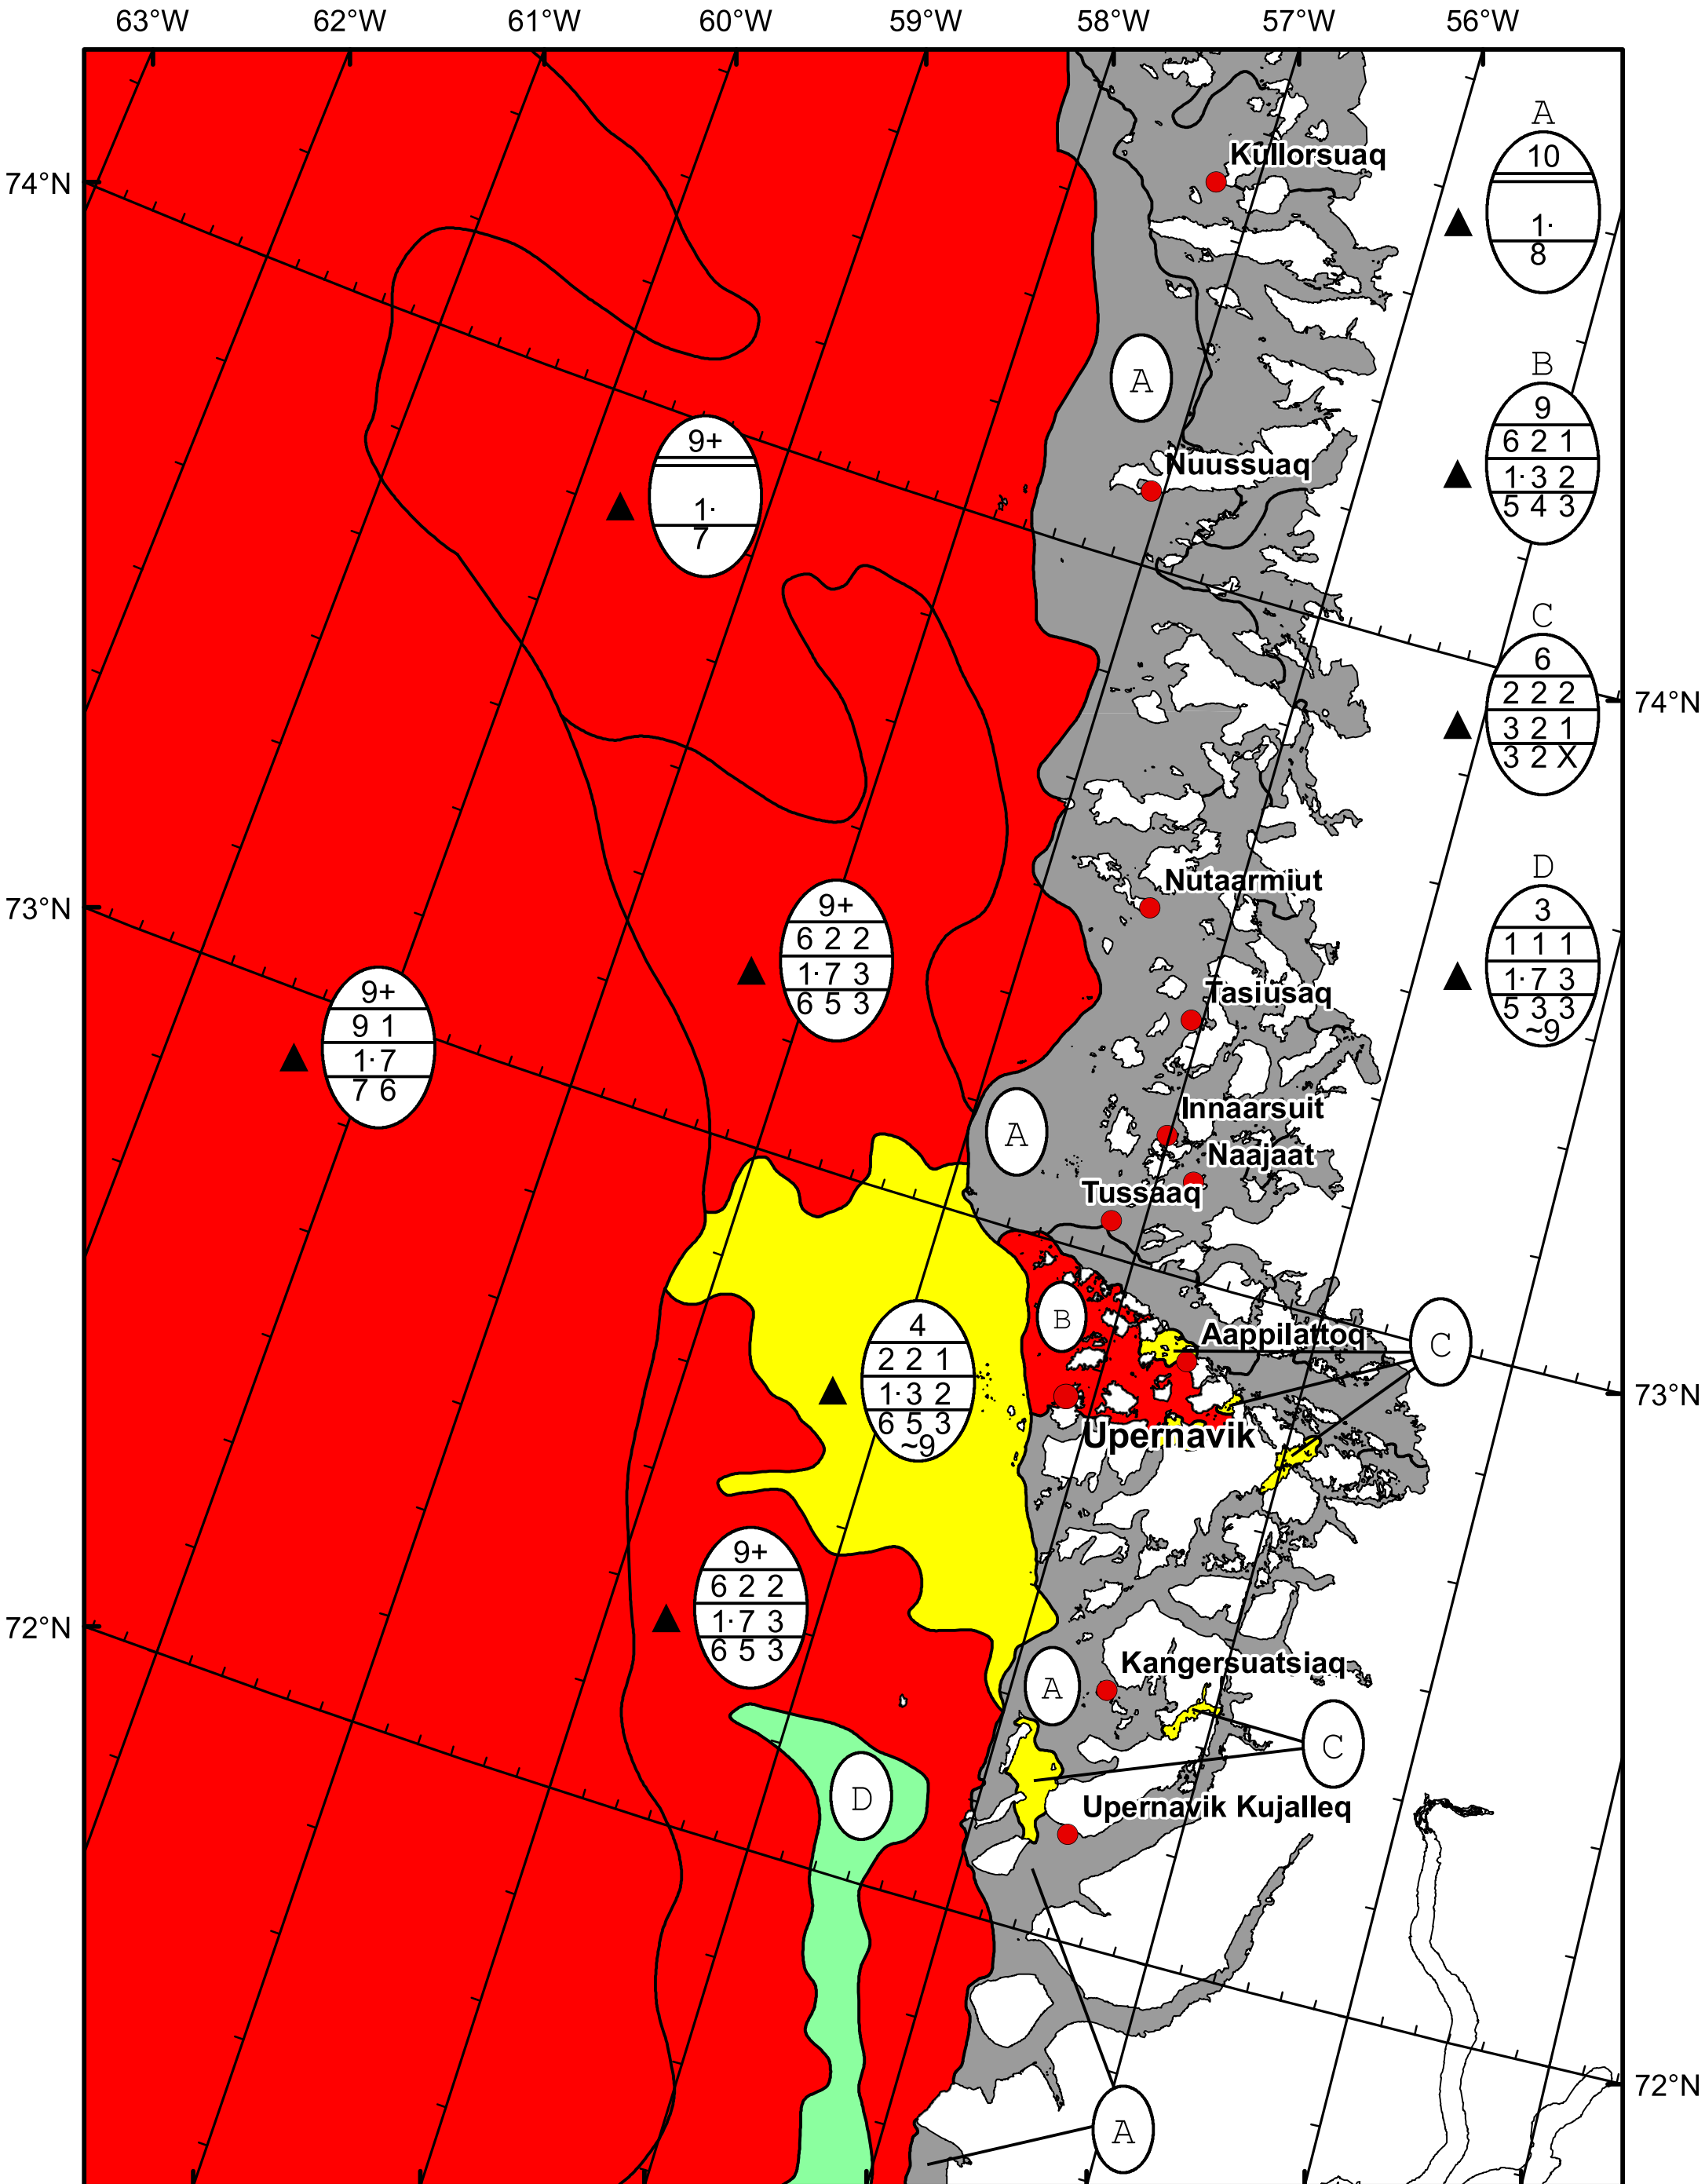 63°W 62°W 61°W 60°W 59°W 58°W 57°W 56°W
A
10
1·
8
Kullorsuaq
74°N
B
9
6 2 1
1·3 2
5 4 3
A
9+
1·
7
Nuussuaq
C
6
2 2 2
3 2 1
3 2 X
74°N
D
3
1 1 1
1·7 3
5 3 3
~9
Nutaarmiut
73°N
9+
6 2 2
1·7 3
6 5 3
9+
9 1
1·7
7 6
Tasiusaq
A
Innaarsuit
Naajaat
Tussaaq
B
Aappilattoq
C
4
2 2 1
1·3 2
6 5 3
~9
73°N
Upernavik
9+
6 2 2
1·7 3
6 5 3
72°N
A
Kangersuatsiaq
C
D
Upernavik Kujalleq
72°N
A